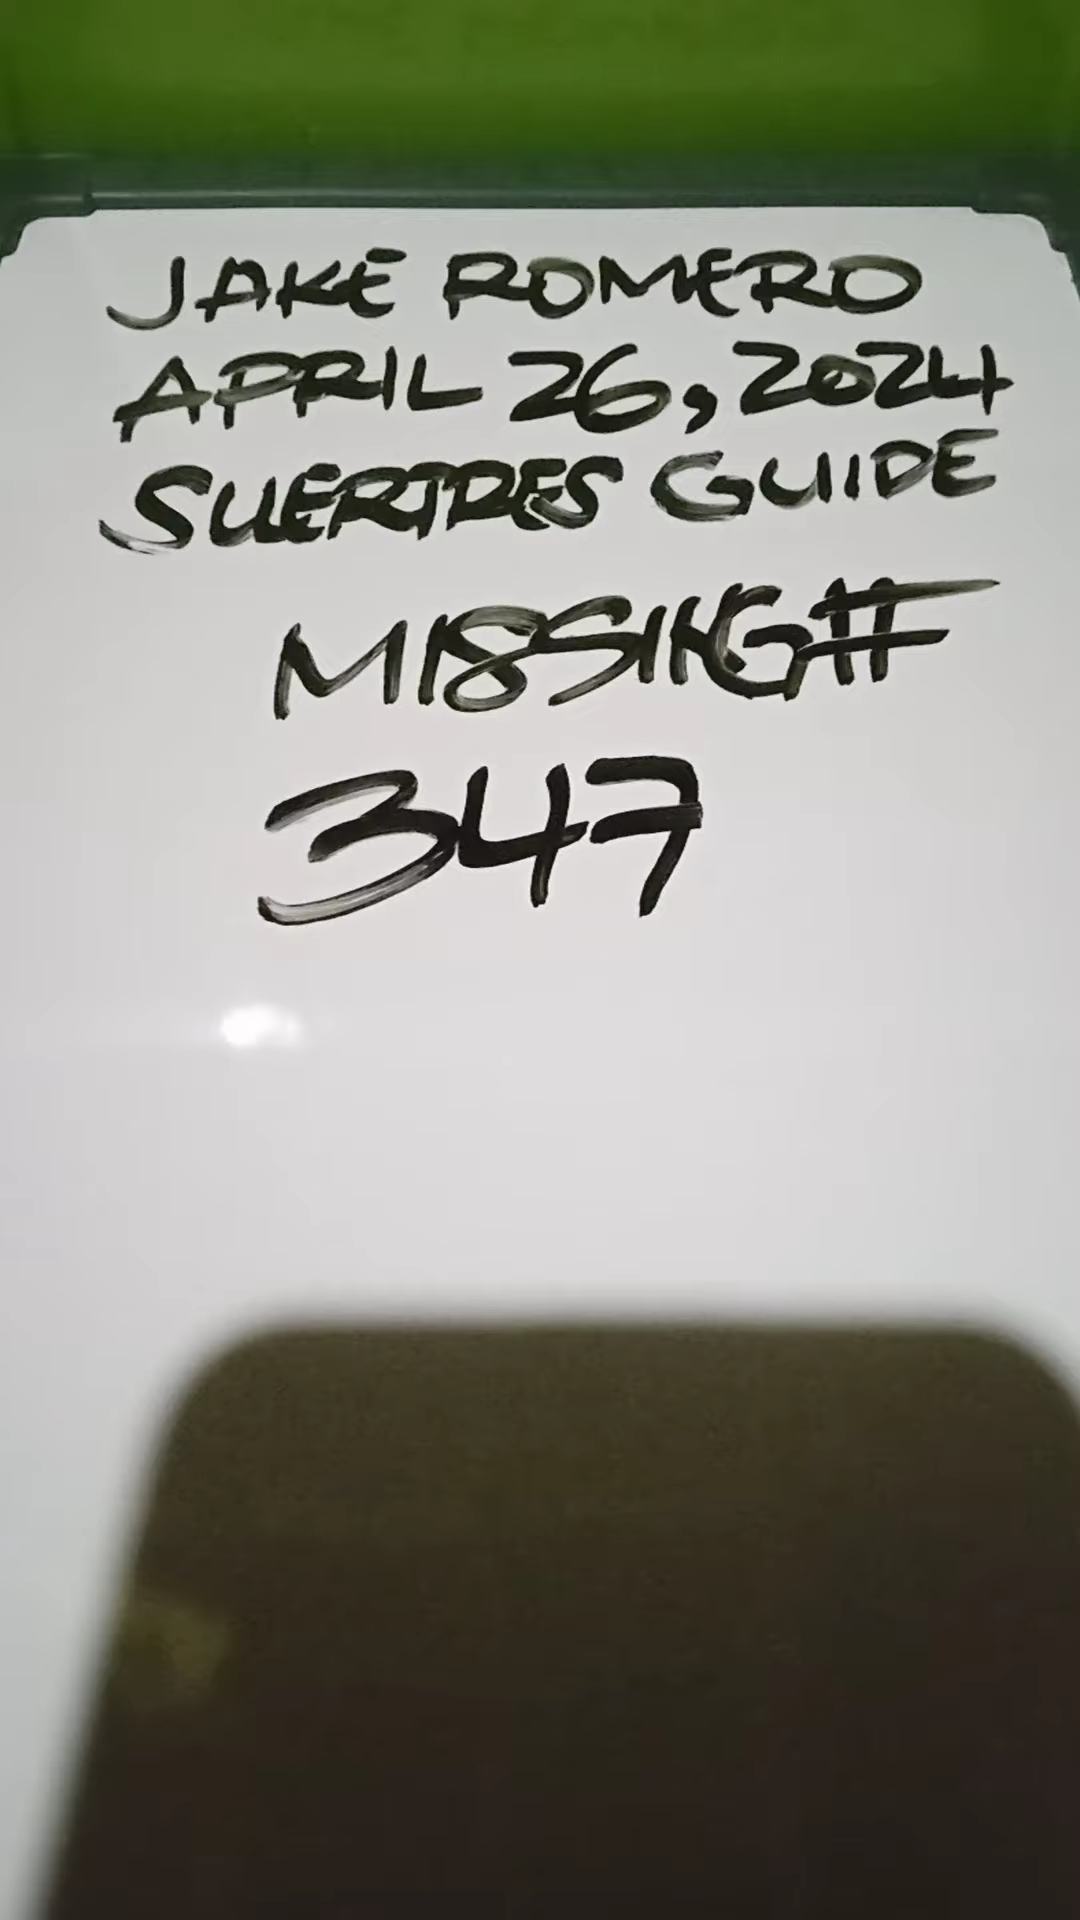 JAKE ROMERO
APRIL 26, 2024
SUERTRES GUIDE
MISSING#
347